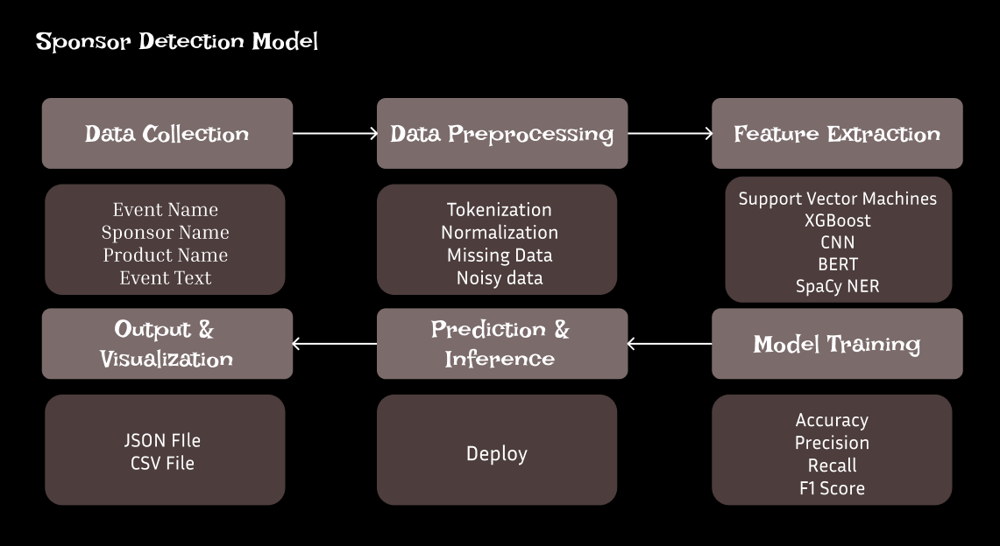 Sponsor Detection Model
Data Collection
Data Preprocessing
Feature Extraction
Event Name
Sponsor Name
Product Name
Event Text
Tokenization
Normalization
Missing Data
Noisy data
Support Vector Machines
XGBoost
CNN
BERT
SpaCy NER
Output &
Visualization
Prediction &
Inference
Model Training
JSON FIle
CSV File
Deploy
Accuracy
Precision
Recall
F1 Score